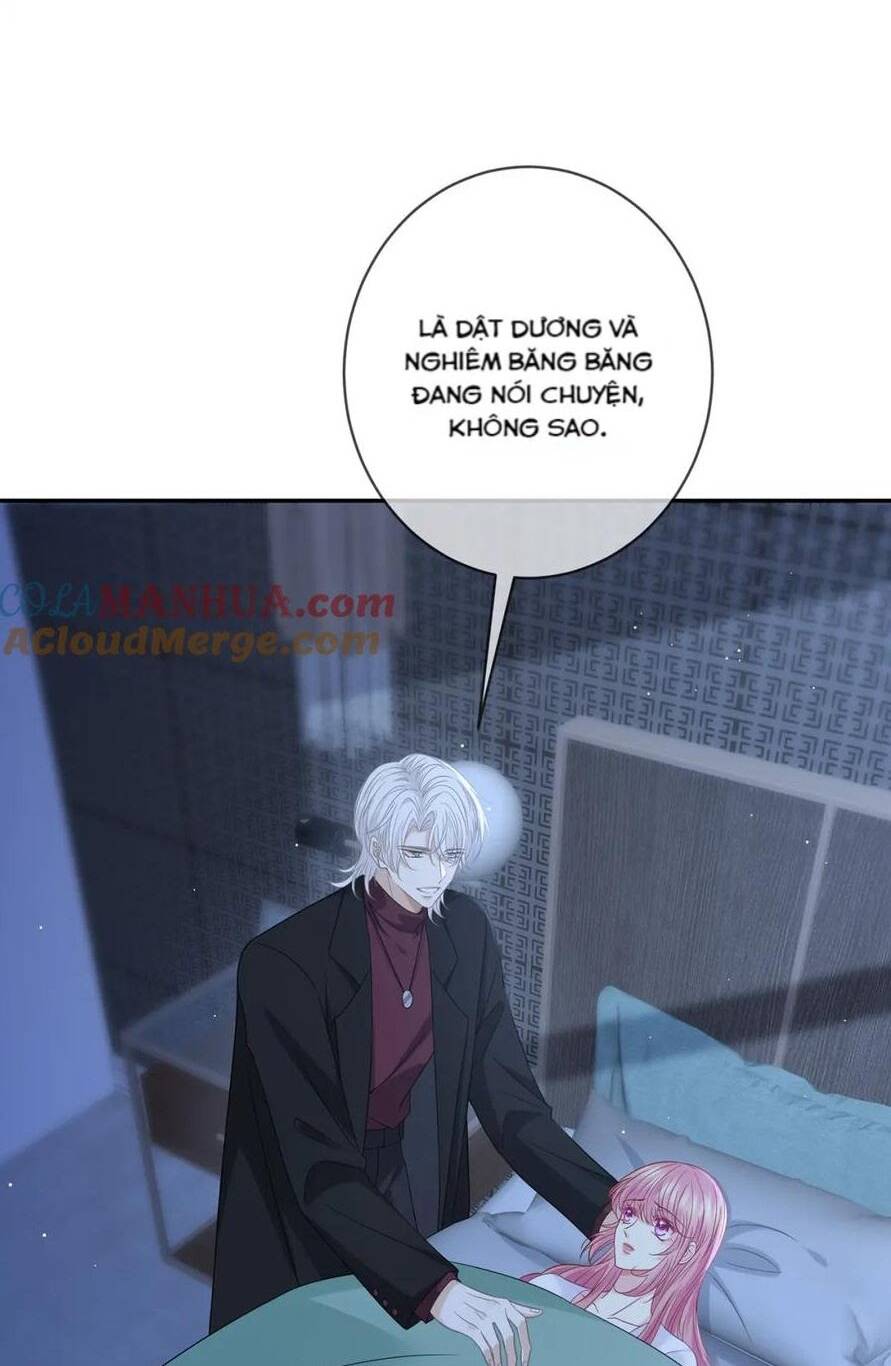 LÀ DẬT DƯƠNG VÀ
NGHIÊM BĂNG BĂNG
ĐANG NÓI CHUYỆN,
KHÔNG SAO.
COLAMANHUA.com
ACloudMerge.com